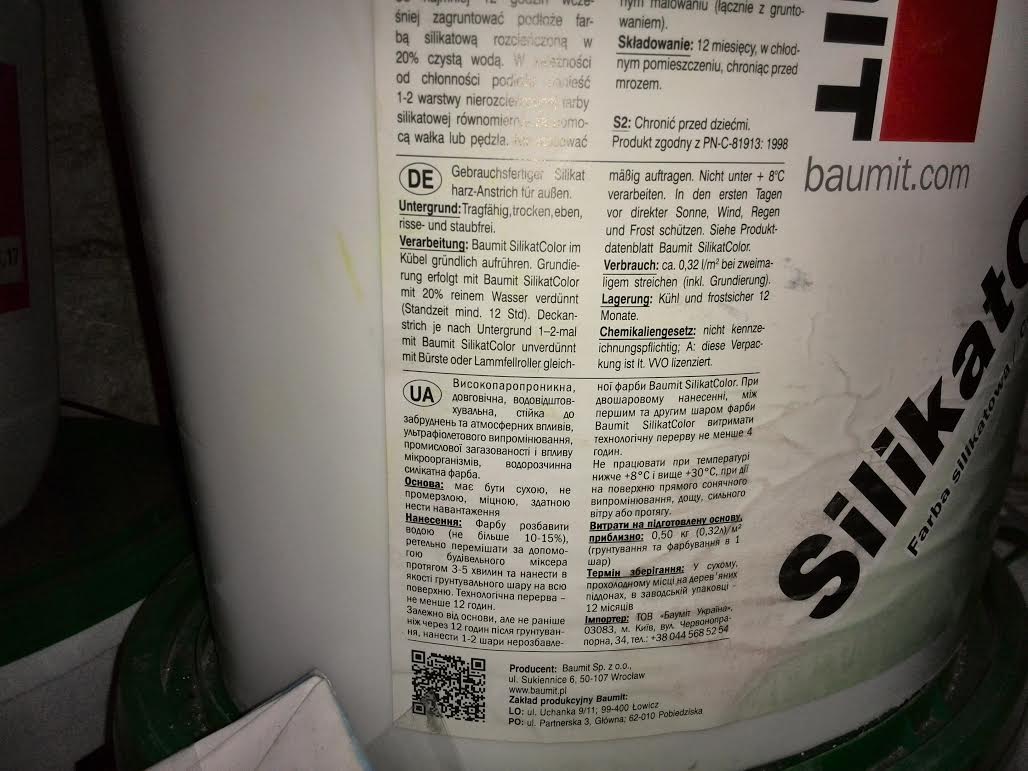 śniej zagruntować podłoże far-
bą silikatową rozcieńczoną w
20% czystą wodą. W
od chłonności
1-2 warstwy
silikatowej
cą wałka lub pędzla.
nym malowaniu (łącznie z grunto-
waniem).
Składowanie: 12 miesięcy, w chłod-
nym pomieszczeniu, chroniąc przed
mrozem.
S2: Chronić przed dziećmi.
Produkt zgodny z PN-C-81913: 1998
DE
Gebrauchsfertiger Silikat
harz-Anstrich für außen.
Untergrund: Tragfähig, trocken, eben,
risse- und staubfrei.
Verarbeitung: Baumit SilikatColor im
Kübel gründlich aufrühren. Grundie-
rung erfolgt mit Baumit SilikatColor
mit 20% reinem Wasser verdünnt
(Standzeit mind. 12 Std). Deckan-
strich je nach Untergrund 1–2-mal
mit Baumit SilikatColor unverdünnt
mit Bürste oder Lammfellroller gleich-
mäßig auftragen. Nicht unter + 8°C
verarbeiten. In den ersten Tagen
vor direkter Sonne, Wind, Regen
und Frost schützen. Siehe Produkt-
datenblatt Baumit SilikatColor.
Verbrauch: ca. 0,32 l/m² bei zweima-
ligem streichen (inkl. Grundierung).
Lagerung: Kühl und frostsicher 12
Monate.
Chemikaliengesetz: nicht kennze-
ichnungspflichtig; A: diese Verpac-
kung ist lt. VVO lizenziert.
UA
Високопаропроникна,
довговічна, водовідштов-
хувальна, стійка до
забруднень та атмосферних впливів,
ультрафіолетового випромінювання,
промислової загазованості і впливу
мікроорганізмів, водорозчинна
силікатна фарба.
Основа: має бути сухою, не
промерзлою, міцною, здатною
нести навантаження
Нанесення: Фарбу розбавити
водою (не більше 10-15%),
ретельно перемішати за допомо-
гою будівельного міксера
протягом 3-5 хвилин та нанести в
якості ґрунтувального шару на всю
поверхню. Технологічна перерва –
не менше 12 годин.
Залежно від основи, але не раніше
ніж через 12 годин після ґрунтуван-
ня, нанести 1-2 шари нерозбавле-
ної фарби Baumit SilikatColor. При
двошаровому нанесенні, між
першим та другим шаром фарби
Baumit SilikatColor витримати
технологічну перерву не менше 4
годин.
Не працювати при температурі
нижче +8°C і вище +30°C, при дії
на поверхню прямого сонячного
випромінювання, дощу, сильного
вітру або протягу.
Витрати на підготовлену основу,
приблизно: 0,50 кг (0,32л)/м²
(ґрунтування та фарбування в 1
шар)
Термін зберігання: У сухому,
прохолодному місці на дерев'яних
піддонах, в заводській упаковці -
12 місяців
Імпортер: ТОВ «Бауміт Україна»,
03083, м. Київ, вул. Червонопра-
порна, 34, тел.: +38 044 568 52 54
Producent: Baumit Sp. z o.o.,
ul. Sukiennice 6, 50-107 Wrocław
www.baumit.pl
Zakład produkcyjny Baumit:
LO: ul. Uchanka 9/11; 99-400 Łowicz
PO: ul. Partnerska 3, Główna; 62-010 Pobiedziska
IT
baumit.com
SilikatC
Farba silikatowa
,17